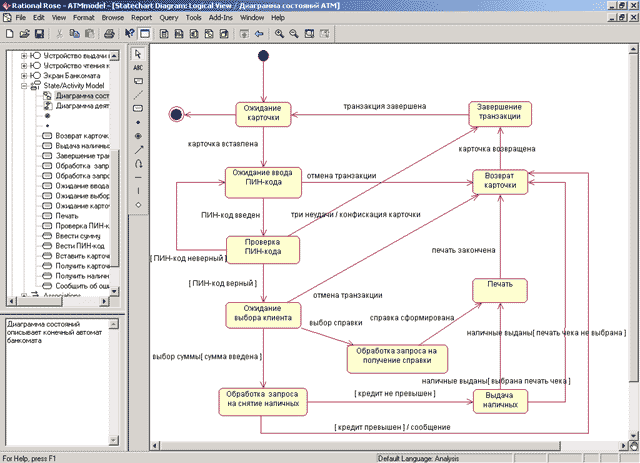 Rational Rose - ATMmodel - [Statechart Diagram: Logical View / Диаграмма состояний ATM]
File Edit View Format Browse Report Query Tools Add-Ins Window Help
Устройство выдачи
Устройство чтения к
Экран Банкомата
State/Activity Model
Диаграмма сост
Диаграмма деят
Возврат карточк
Выдача наличны
Завершение тран
Обработка запро
Обработка запро
Ожидание ввода
Ожидание выбор
Ожидание карточ
Печать
Проверка ПИН-к
Ввести сумму
Вести ПИН-код
Вставить карточк
Получить карточ
Получить наличн
Сообщить об ош
Associations
Диаграмма состояний
описывает конечный автомат
банкомата
ABC
Ожидание
карточки
транзакция завершена
Завершение
транзакции
карточка вставлена
карточка возвращена
Ожидание ввода
ПИН-кода
отмена транзакции
Возврат
карточки
ПИН-код введен
три неудачи / конфискация карточки
Проверка
ПИН-кода
[ ПИН-код неверный ]
печать закончена
[ ПИН-код верный ]
отмена транзакции
Печать
Ожидание
выбора клиента
выбор справки
справка сформирована
наличные выданы[ печать чека не выбрана ]
Обработка запроса на
получение справки
выбор суммы[ сумма введена ]
наличные выданы[ выбрана печать чека ]
Обработка запроса
на снятие наличных
[ кредит не превышен ]
Выдача
наличных
[ кредит превышен ] / сообщение
For Help, press F1
Default Language: Analysis